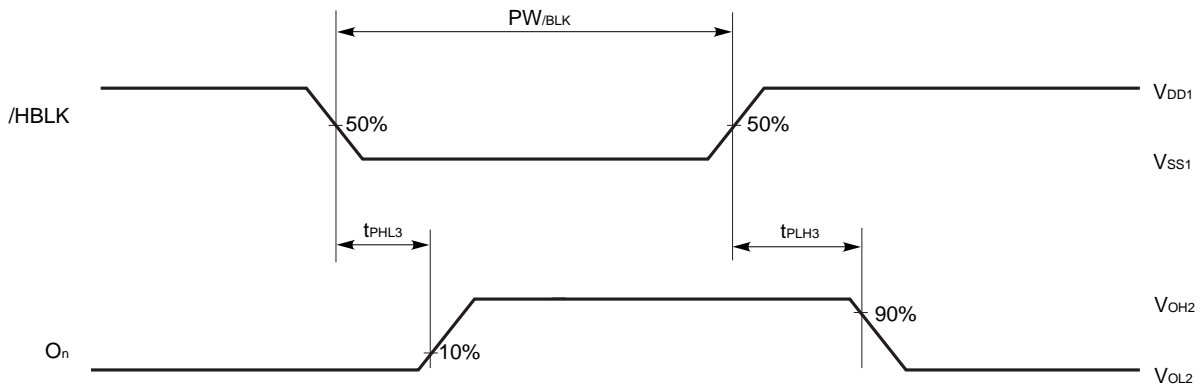 PW/BLK
/HBLK
50%
50%
VDD1
VSS1
tPHL3
tPLH3
On
10%
90%
VOH2
VOL2